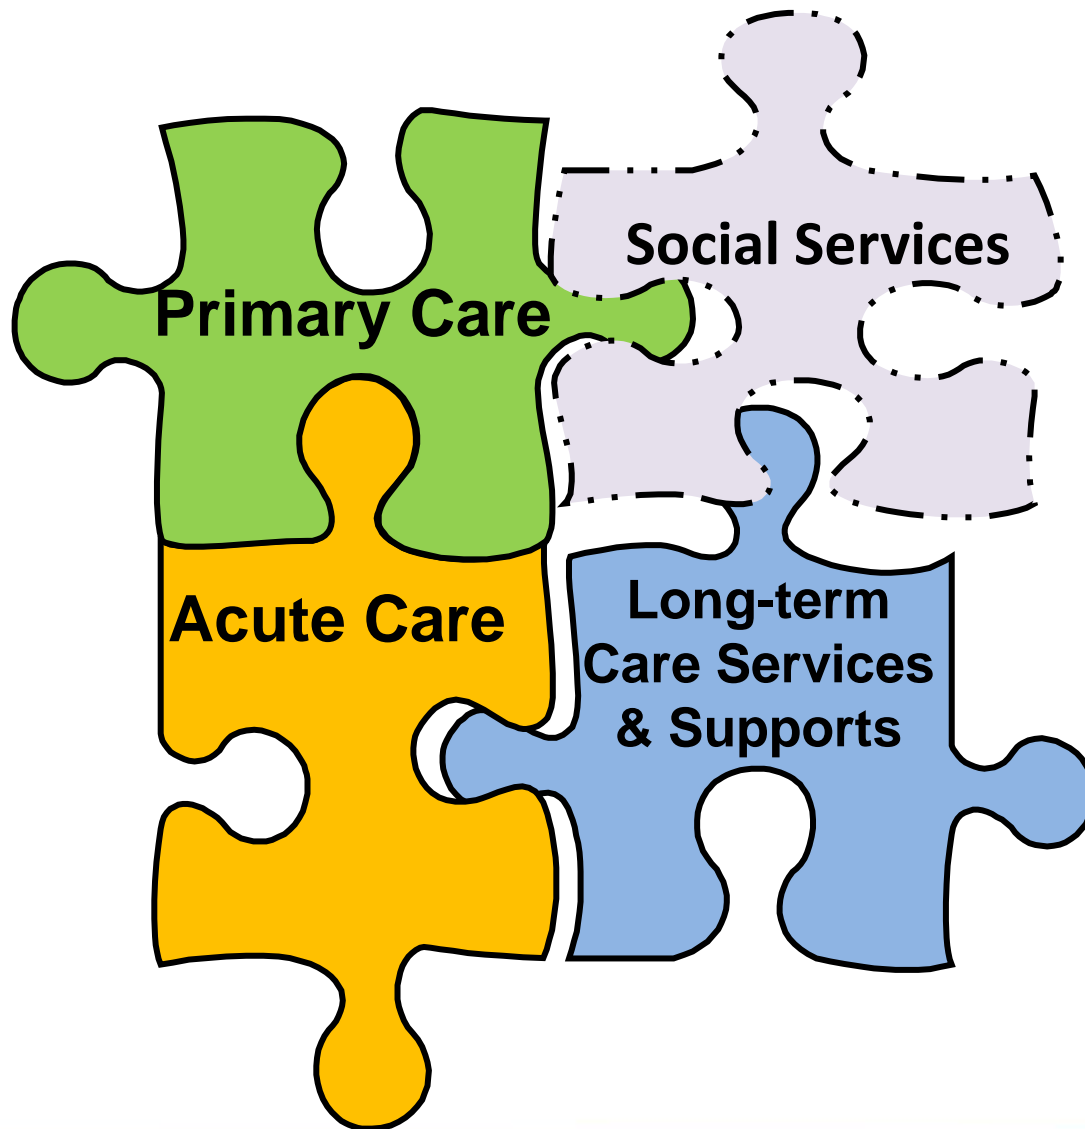 Social Services
Primary Care
Acute Care
Long-term
Care Services
& Supports